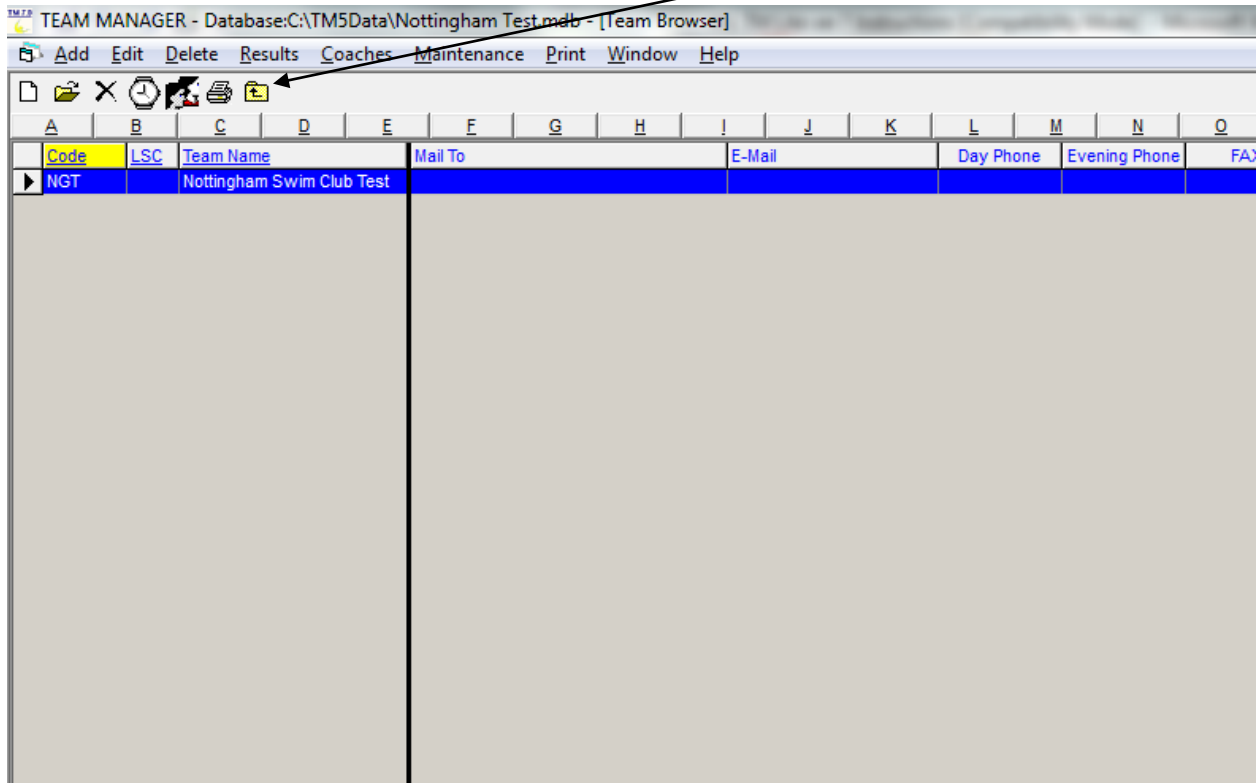 TEAM MANAGER - Database:C:\TM5Data\Nottingham Test.mdb - [Team Browser]
Add Edit Delete Results Coaches Maintenance Print Window Help
A B C D E F G H I J K L M N O
Code LSC Team Name Mail To E-Mail Day Phone Evening Phone FAX
NGT Nottingham Swim Club Test